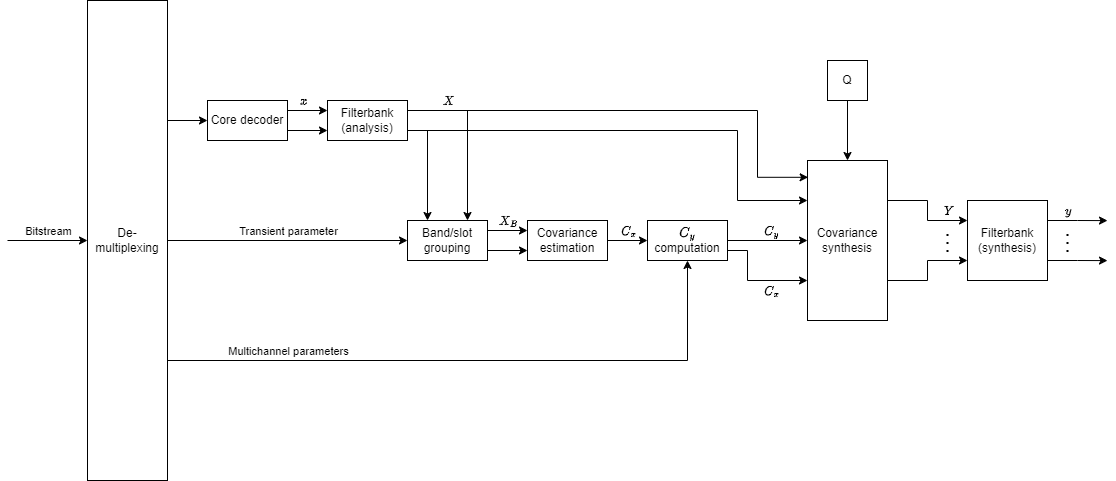 Q
x
X
Core decoder
Filterbank
(analysis)
Bitstream
De-
multiplexing
Transient parameter
Band/slot
grouping
X_B
Covariance
estimation
C_x
C_y
computation
C_y
C_x
Covariance
synthesis
Y
⋮
Filterbank
(synthesis)
y
⋮
Multichannel parameters